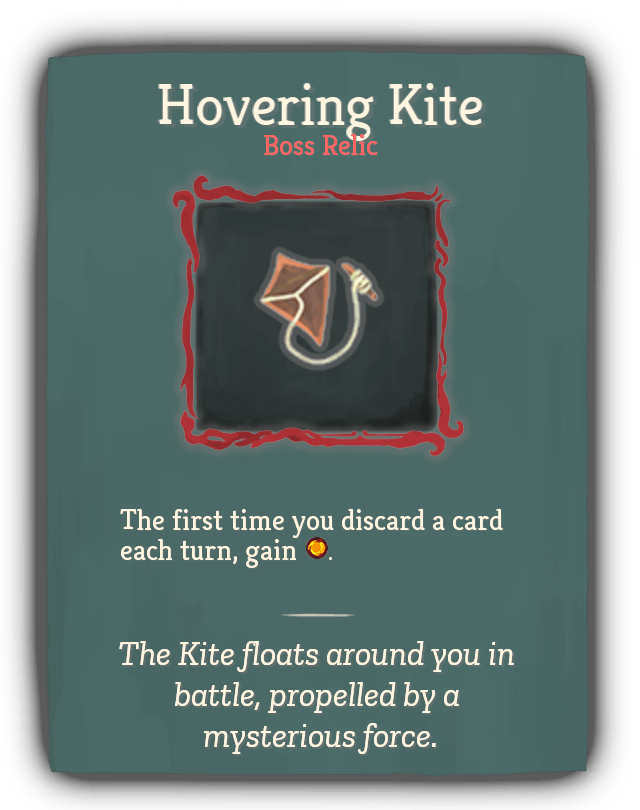 Hovering Kite
Boss Relic
The first time you discard a card
each turn, gain .
The Kite floats around you in
battle, propelled by a
mysterious force.